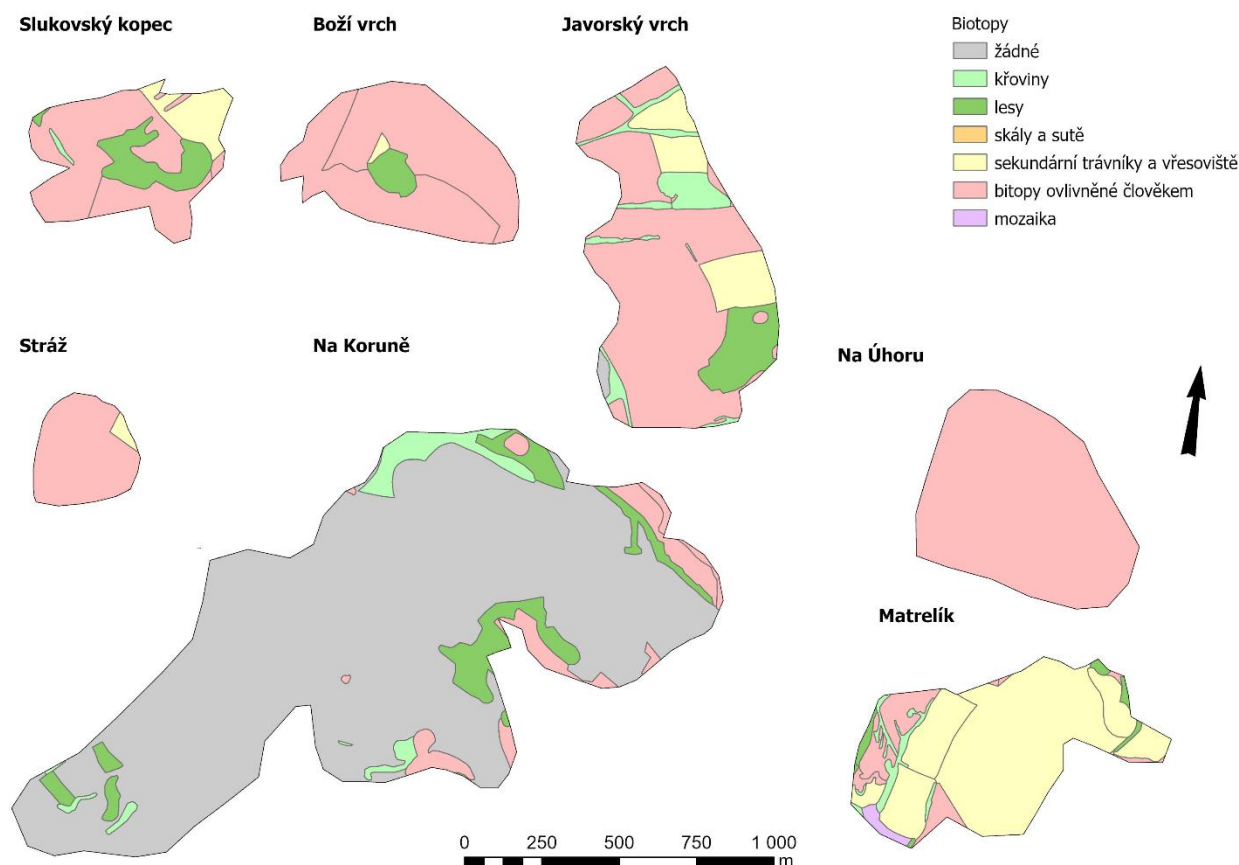 Slukovský kopec
Boží vrch
Javorský vrch
Biotopy
žádné
křoviny
lesy
skály a sutě
sekundární trávníky a vřesoviště
bitopy ovlivněné člověkem
mozaika
Stráž
Na Koruně
Na Úhoru
Matrelík
0 250 500 750 1 000
m